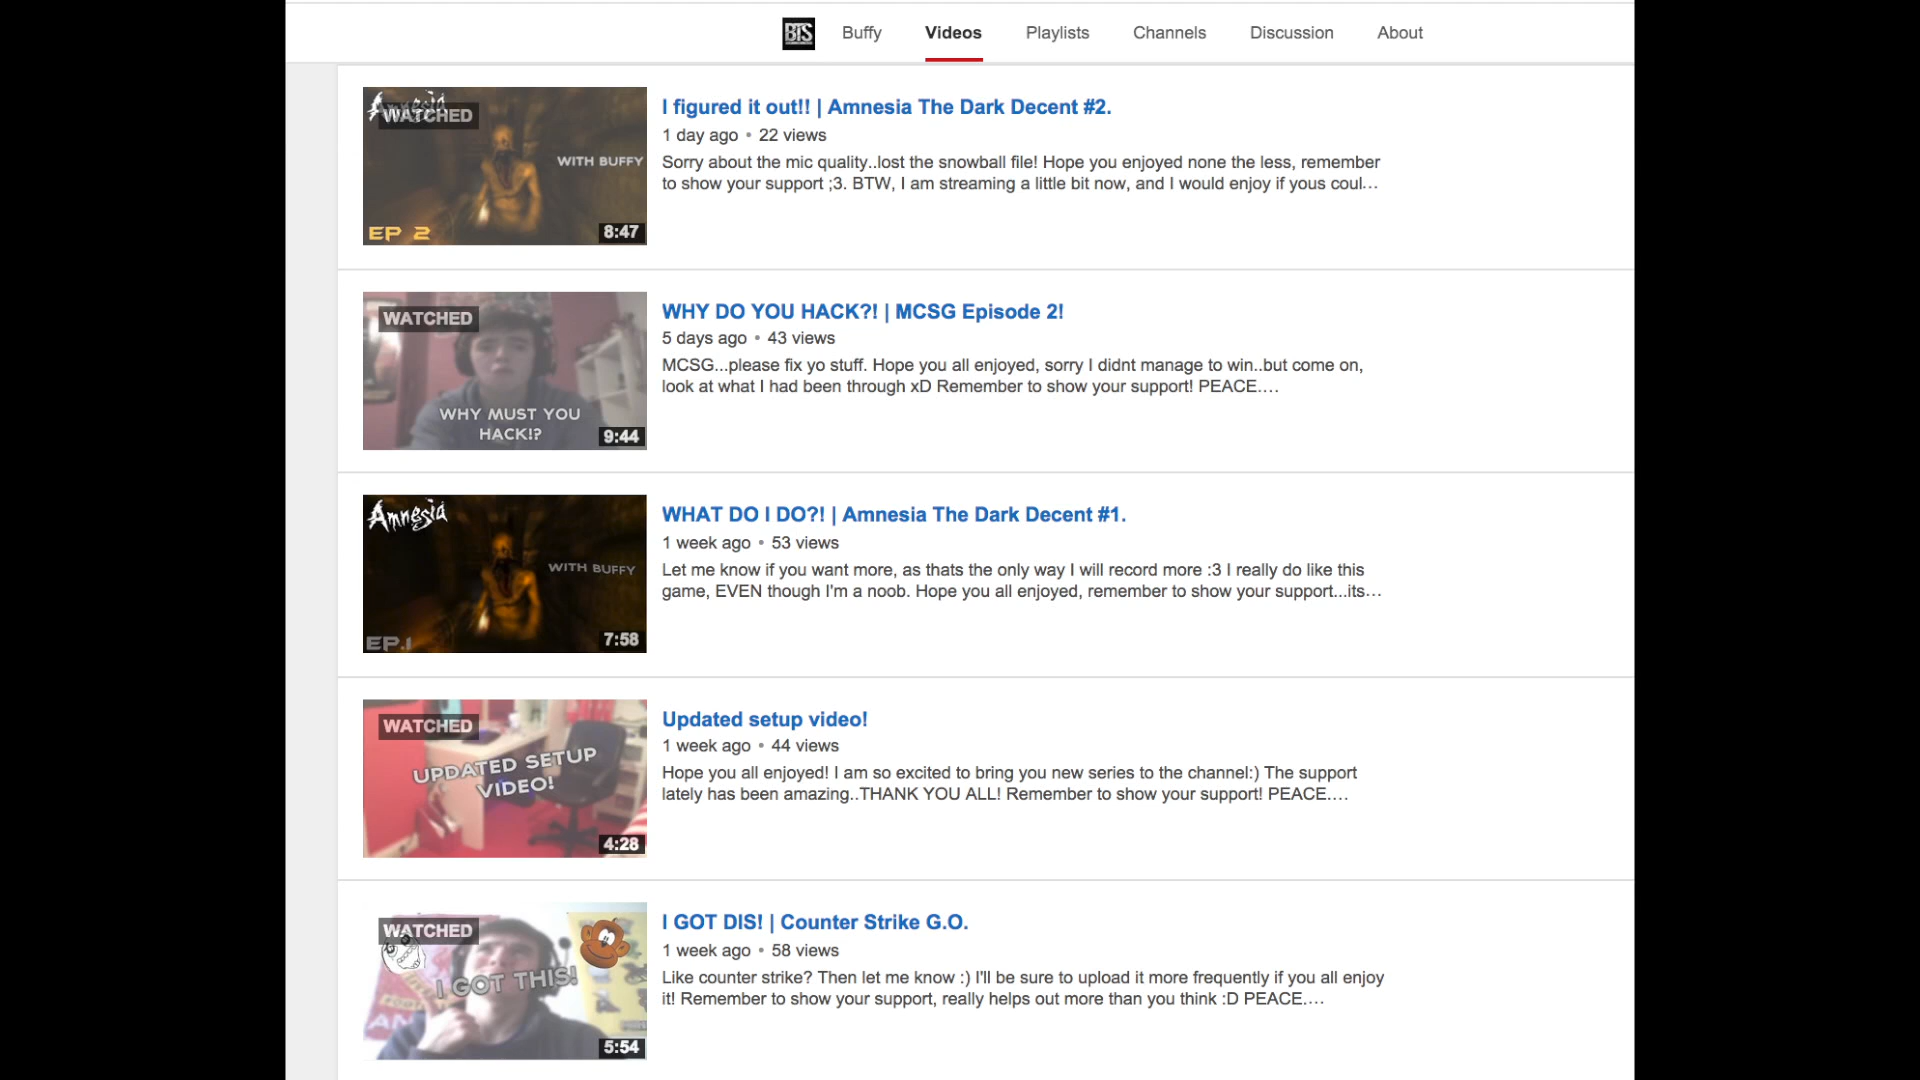 BTS Buffy Videos Playlists Channels Discussion About
Amnesia
WATCHED
WITH BUFFY
EP 2
8:47
I figured it out!! | Amnesia The Dark Decent #2.
1 day ago • 22 views
Sorry about the mic quality..lost the snowball file! Hope you enjoyed none the less, remember
to show your support ;3. BTW, I am streaming a little bit now, and I would enjoy if yous coul...
WATCHED
WHY MUST YOU
HACK!?
9:44
WHY DO YOU HACK?! | MCSG Episode 2!
5 days ago • 43 views
MCSG...please fix yo stuff. Hope you all enjoyed, sorry I didnt manage to win..but come on,
look at what I had been through xD Remember to show your support! PEACE....
Amnesia
WITH BUFFY
EP.1
7:58
WHAT DO I DO?! | Amnesia The Dark Decent #1.
1 week ago • 53 views
Let me know if you want more, as thats the only way I will record more :3 I really do like this
game, EVEN though I'm a noob. Hope you all enjoyed, remember to show your support...its...
WATCHED
UPDATED SETUP
VIDEO!
4:28
Updated setup video!
1 week ago • 44 views
Hope you all enjoyed! I am so excited to bring you new series to the channel:) The support
lately has been amazing..THANK YOU ALL! Remember to show your support! PEACE....
WATCHED
I GOT THIS!
5:54
I GOT DIS! | Counter Strike G.O.
1 week ago • 58 views
Like counter strike? Then let me know :) I'll be sure to upload it more frequently if you all enjoy
it! Remember to show your support, really helps out more than you think :D PEACE....